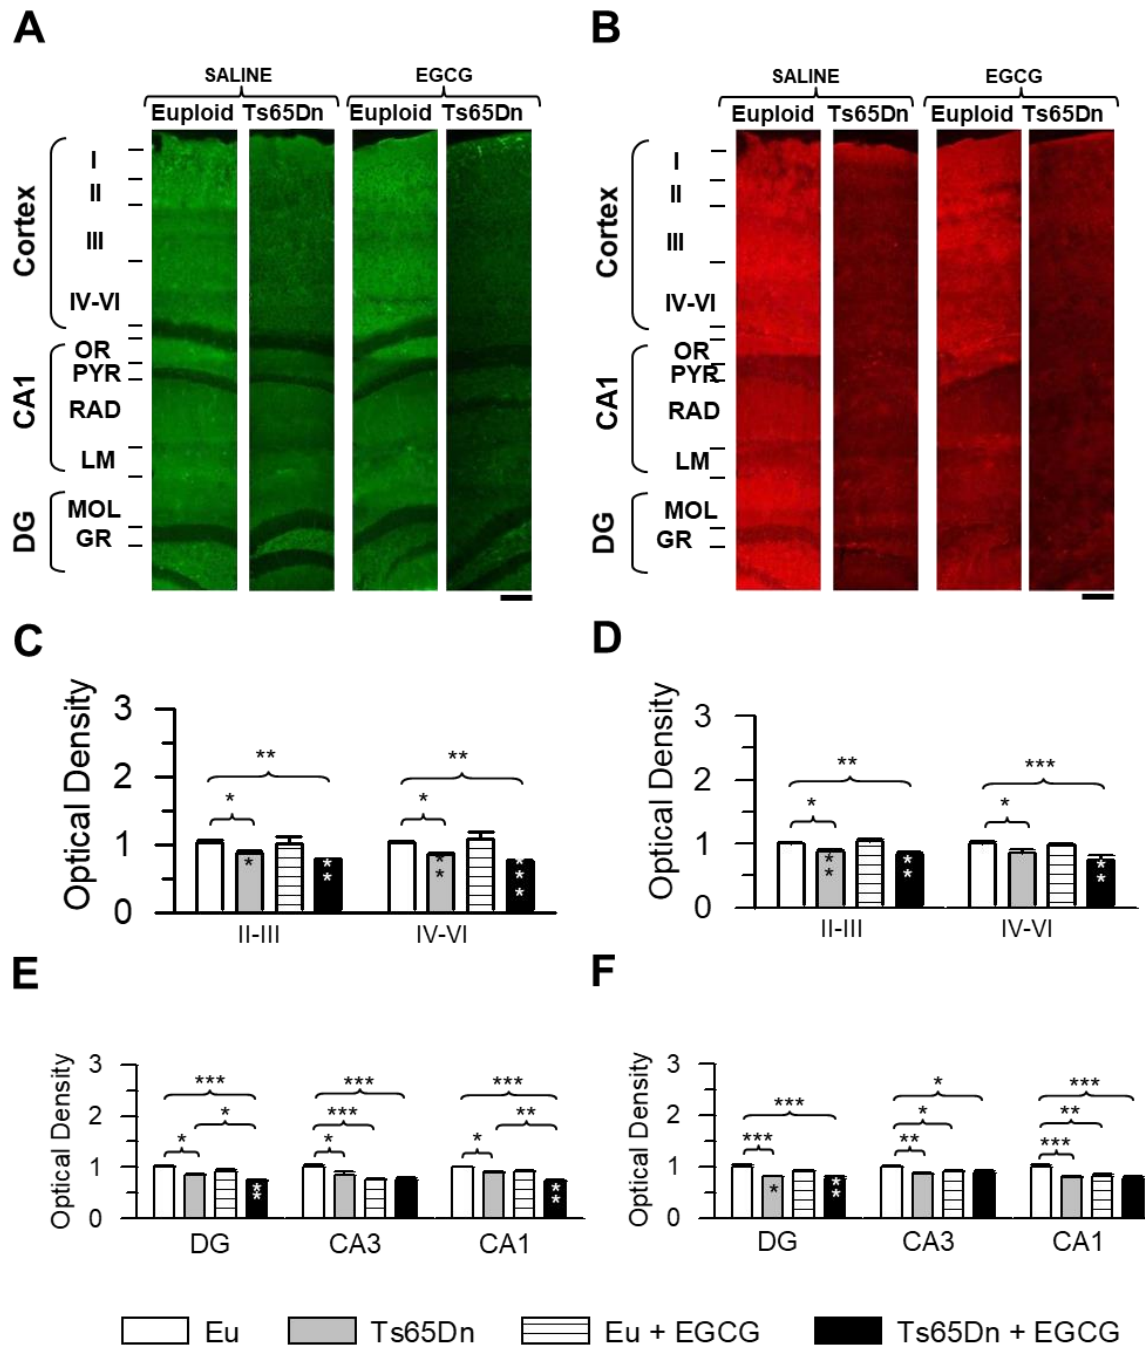 A
B
SALINE EGCG
Euploid Ts65Dn Euploid Ts65Dn
SALINE EGCG
Euploid Ts65Dn Euploid Ts65Dn
Cortex
I
II
III
IV-VI
CA1
OR
PYR
RAD
LM
DG
MOL
GR
Cortex
I
II
III
IV-VI
CA1
OR
PYR
RAD
LM
DG
MOL
GR
C
Optical Density
3
2
1
0
** **
* *
* ** ** ***
II-III IV-VI
D
Optical Density
3
2
1
0
** ***
* *
** ** **
II-III IV-VI
E
Optical Density
3
2
1
0
*** *** ***
* *** **
* * *
** **
DG CA3 CA1
F
Optical Density
3
2
1
0
*** * ***
* **
*** ** ***
* **
DG CA3 CA1
Eu Ts65Dn Eu + EGCG Ts65Dn + EGCG